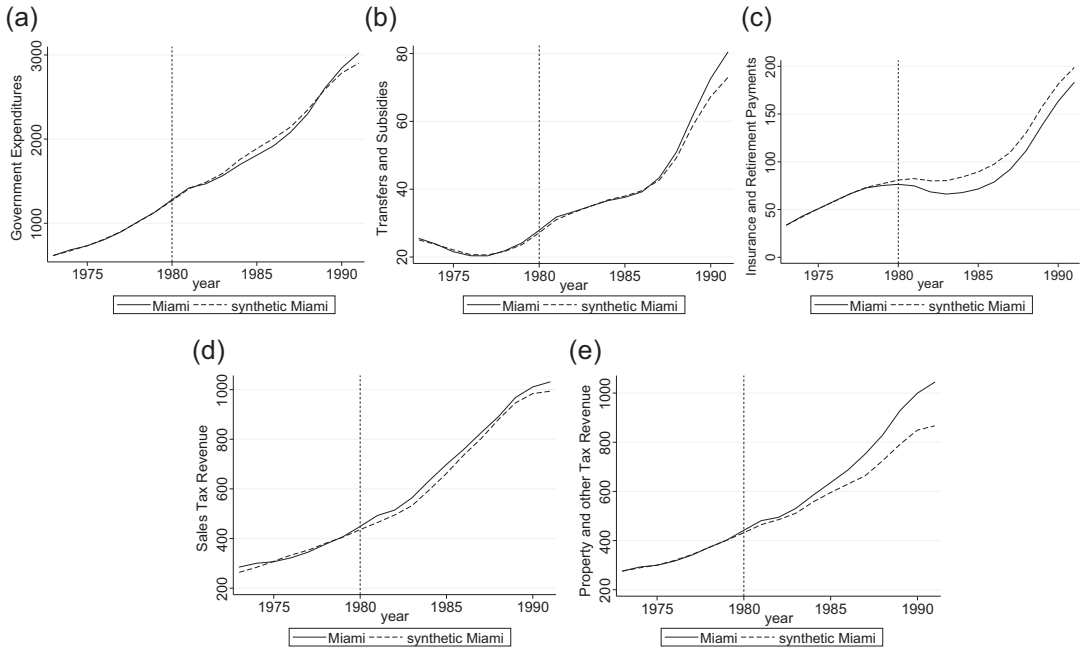 (a)
Government Expenditures
3000
2000
1000
1975 1980 1985 1990
year
Miami synthetic Miami
(b)
Transfers and Subsidies
80
60
40
20
1975 1980 1985 1990
year
Miami synthetic Miami
(c)
Insurance and Retirement Payments
200
150
100
50
0
1975 1980 1985 1990
year
Miami synthetic Miami
(d)
Sales Tax Revenue
1000
800
600
400
200
1975 1980 1985 1990
year
Miami synthetic Miami
(e)
Property and other Tax Revenue
1000
800
600
400
200
1975 1980 1985 1990
year
Miami synthetic Miami